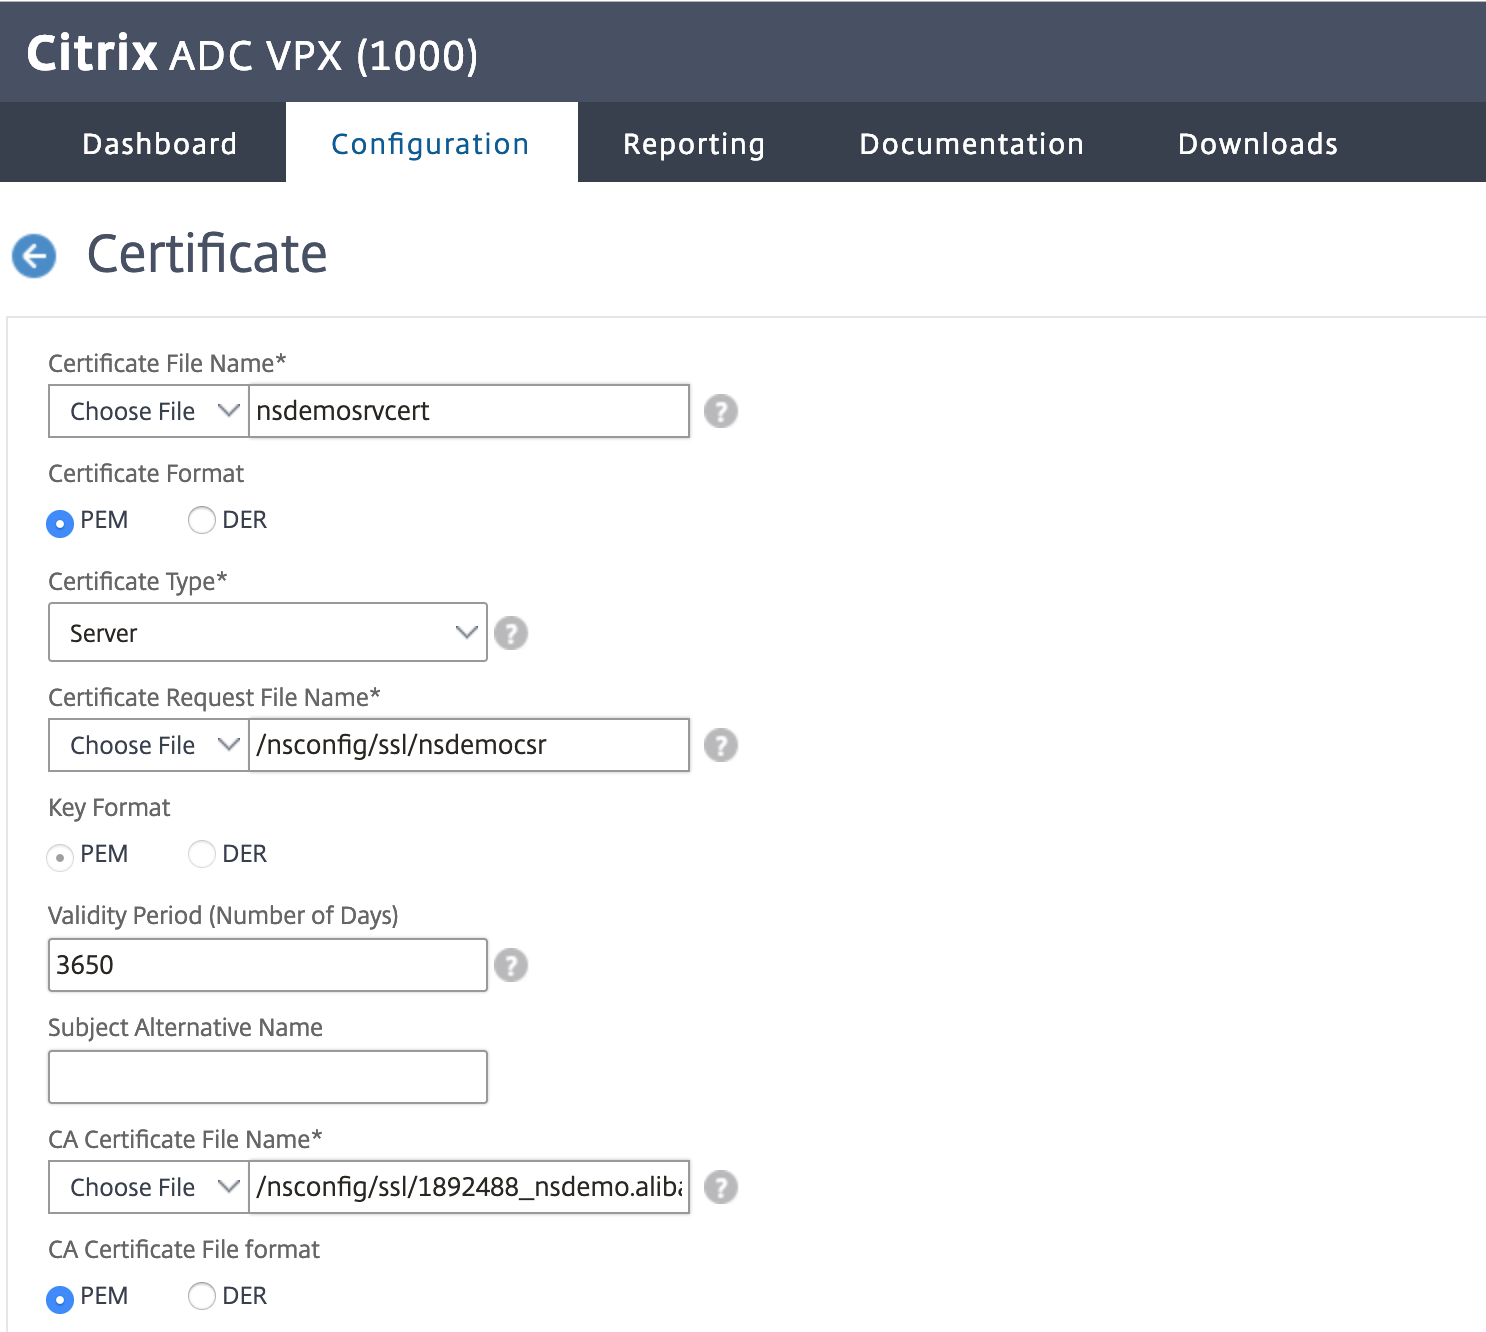 Citrix ADC VPX (1000)
Dashboard Configuration Reporting Documentation Downloads
Certificate
Certificate File Name*
Choose File nsdemosrvcert
Certificate Format
PEM DER
Certificate Type*
Server
Certificate Request File Name*
Choose File /nsconfig/ssl/nsdemocsr
Key Format
PEM DER
Validity Period (Number of Days)
3650
Subject Alternative Name
CA Certificate File Name*
Choose File /nsconfig/ssl/1892488_nsdemo.aliba
CA Certificate File format
PEM DER